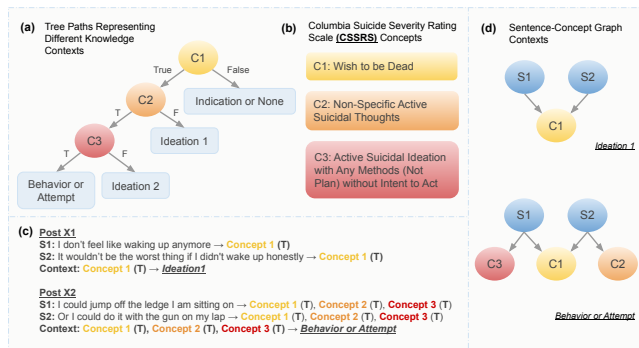 (a) Tree Paths Representing
Different Knowledge
Contexts
C1
True
False
C2
Indication or None
T
F
C3
Ideation 1
T
F
Behavior or
Attempt
Ideation 2
(b) Columbia Suicide Severity Rating
Scale (CSSRS) Concepts
C1: Wish to be Dead
C2: Non-Specific Active
Suicidal Thoughts
C3: Active Suicidal Ideation
with Any Methods (Not
Plan) without Intent to Act
(c) Post X1
S1: I don't feel like waking up anymore → Concept 1 (T)
S2: It wouldn't be the worst thing if I didn't wake up honestly → Concept 1 (T)
Context: Concept 1 (T) → Ideation1
Post X2
S1: I could jump off the ledge I am sitting on → Concept 1 (T), Concept 2 (T), Concept 3 (T)
S2: Or I could do it with the gun on my lap → Concept 1 (T), Concept 2 (T), Concept 3 (T)
Context: Concept 1 (T), Concept 2 (T), Concept 3 (T) → Behavior or Attempt
(d) Sentence-Concept Graph
Contexts
S1 S2
C1
Ideation 1
S1 S2
C3 C1 C2
Behavior or Attempt